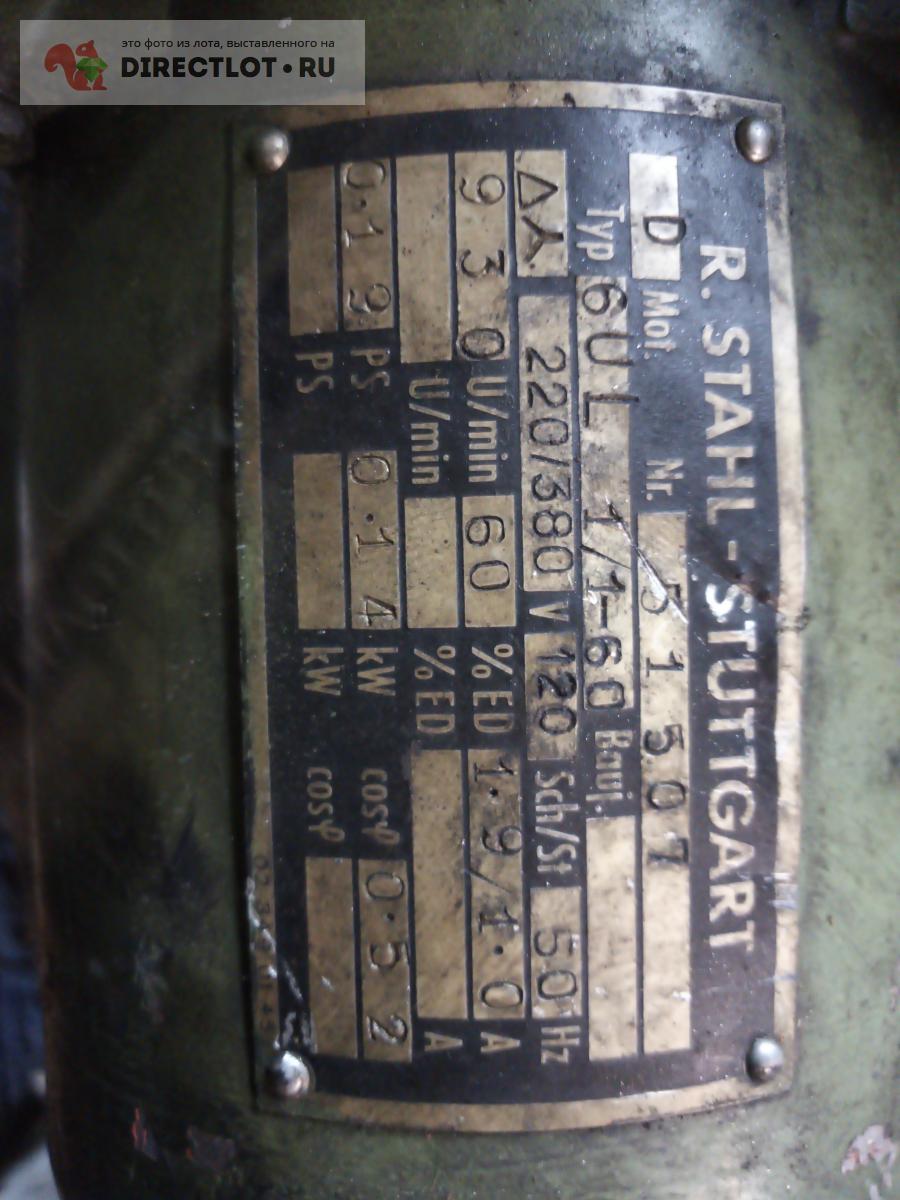 это фото из лота, выставленного на
DIRECTLOT.RU
R. STAHL - STUTTGART
D Mot. Nr. 51507
Typ 6UL 1/1-60 Bauj.
Δ⅄ 220/380 V 120 Sch/St 50 Hz
930 U/min 60 %ED 1.9/1.0 A
U/min %ED A
0.19 PS 0.14 kW cosφ 0.52
PS kW cosφ